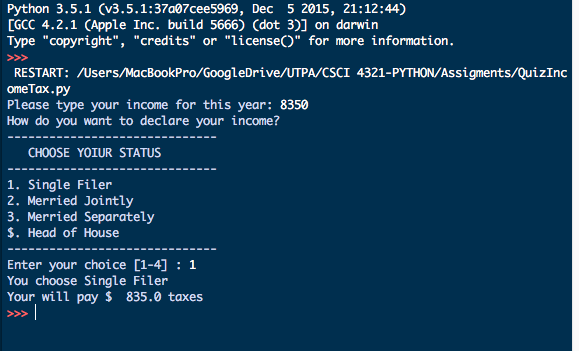 Python 3.5.1 (v3.5.1:37a07cee5969, Dec  5 2015, 21:12:44)
[GCC 4.2.1 (Apple Inc. build 5666) (dot 3)] on darwin
Type "copyright", "credits" or "license()" for more information.
>>>
 RESTART: /Users/MacBookPro/GoogleDrive/UTPA/CSCI 4321-PYTHON/Assigments/QuizInc
omeTax.py
Please type your income for this year: 8350
How do you want to declare your income?
------------------------------
   CHOOSE YOIUR STATUS
------------------------------
1. Single Filer
2. Merried Jointly
3. Merried Separately
$. Head of House
------------------------------
Enter your choice [1-4] : 1
You choose Single Filer
Your will pay $  835.0 taxes
>>>